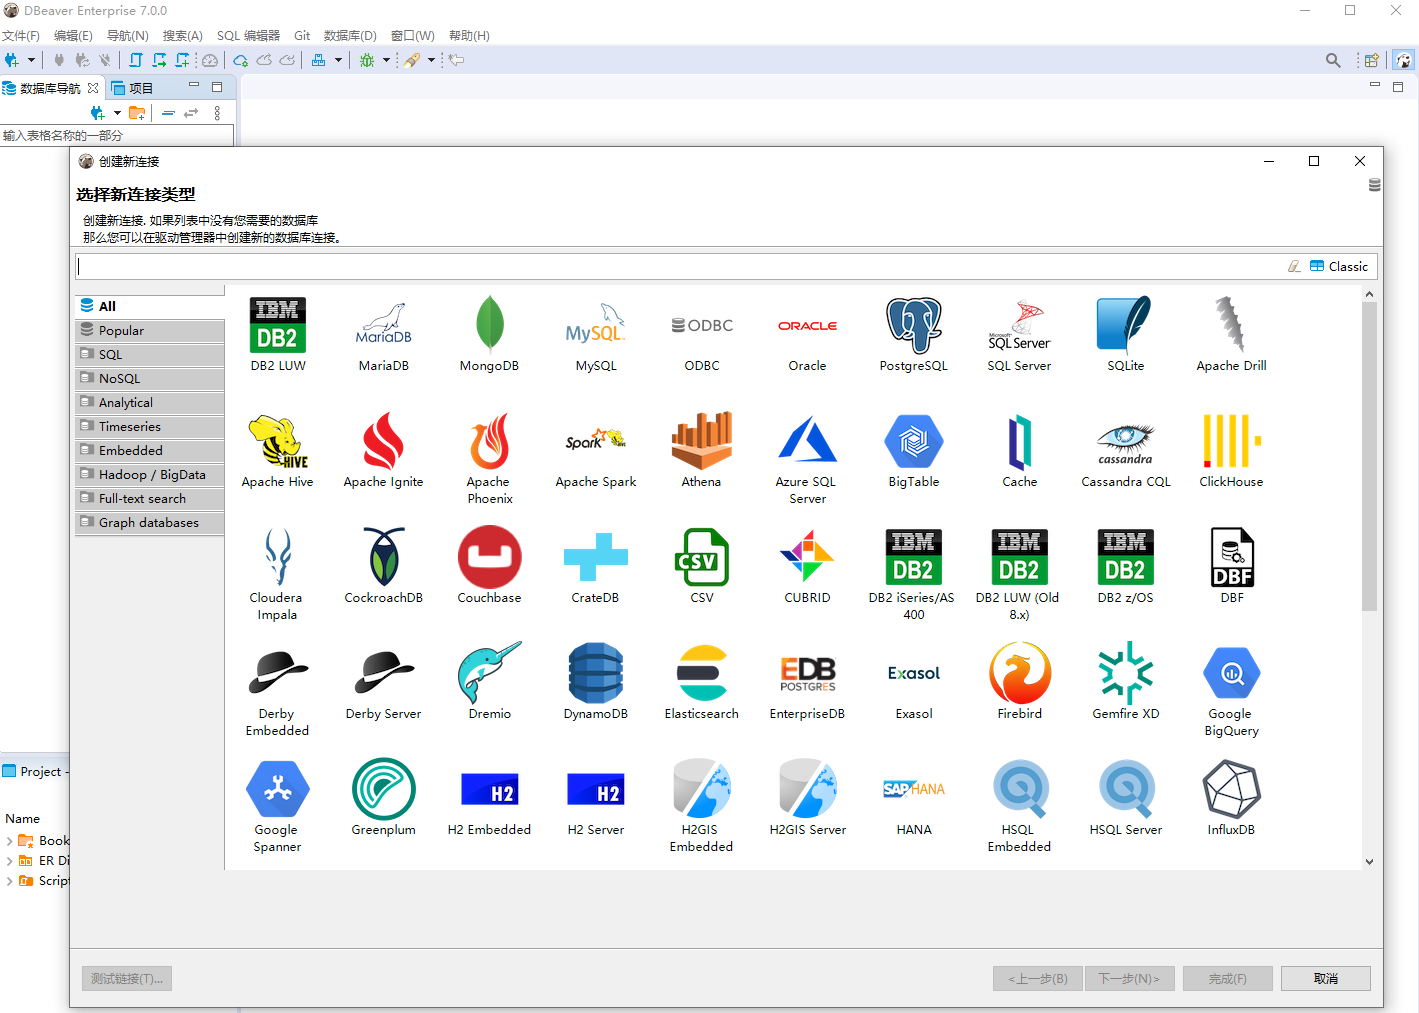 DBeaver Enterprise 7.0.0
文件(F) 编辑(E) 导航(N) 搜索(A) SQL 编辑器 Git 数据库(D) 窗口(W) 帮助(H)
数据库导航 项目
输入表格名称的一部分
创建新连接
选择新连接类型
创建新连接. 如果列表中没有您需要的数据库
那么您可以在驱动管理器中创建新的数据库连接。
Classic
All
Popular
SQL
NoSQL
Analytical
Timeseries
Embedded
Hadoop / BigData
Full-text search
Graph databases
IBM DB2 MariaDB MySQL ODBC ORACLE Microsoft SQL Server
DB2 LUW MariaDB MongoDB MySQL ODBC Oracle PostgreSQL SQL Server SQLite Apache Drill
HIVE Spark cassandra
Apache Hive Apache Ignite Apache Phoenix Apache Spark Athena Azure SQL Server BigTable Cache Cassandra CQL ClickHouse
CSV IBM DB2 IBM DB2 IBM DB2 DBF
Cloudera Impala CockroachDB Couchbase CrateDB CSV CUBRID DB2 iSeries/AS 400 DB2 LUW (Old 8.x) DB2 z/OS DBF
EDB POSTGRES Exasol
Derby Embedded Derby Server Dremio DynamoDB Elasticsearch EnterpriseDB Exasol Firebird Gemfire XD Google BigQuery
H2 H2 SAP HANA
Google Spanner Greenplum H2 Embedded H2 Server H2GIS Embedded H2GIS Server HANA HSQL Embedded HSQL Server InfluxDB
Project -
Name
Book
ER Di
Script
测试链接(T)...
<上一步(B) 下一步(N)> 完成(F) 取消